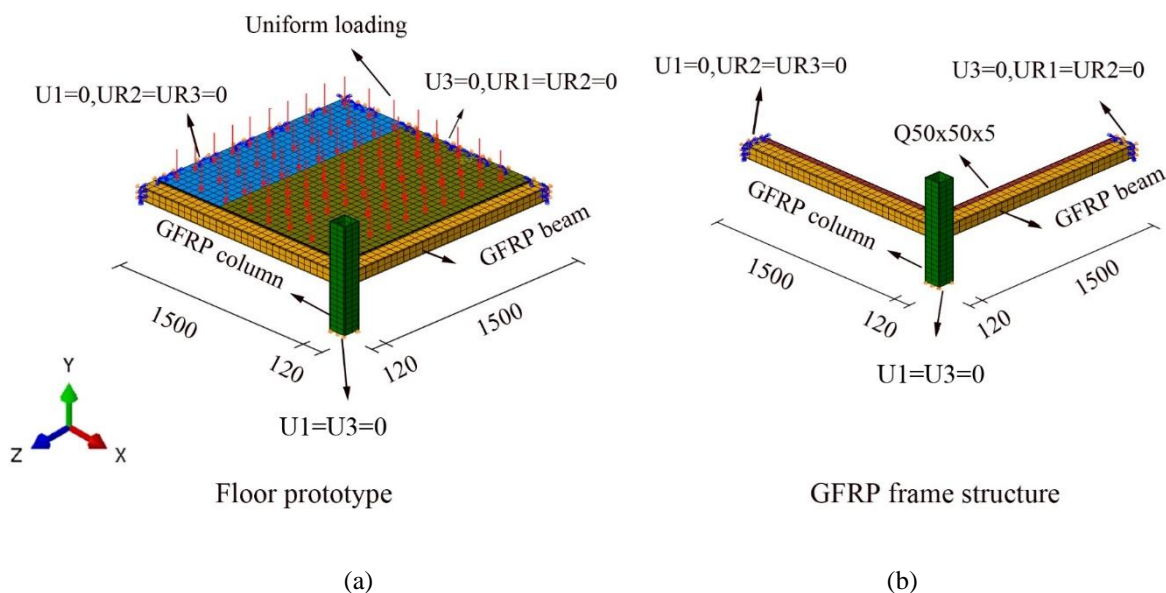 Uniform loading
U1=0,UR2=UR3=0
U3=0,UR1=UR2=0
GFRP column
GFRP beam
1500
120
120
1500
U1=U3=0
Y
Z
X
Floor prototype
(a)
U1=0,UR2=UR3=0
U3=0,UR1=UR2=0
Q50x50x5
GFRP column
GFRP beam
1500
120
120
1500
U1=U3=0
GFRP frame structure
(b)